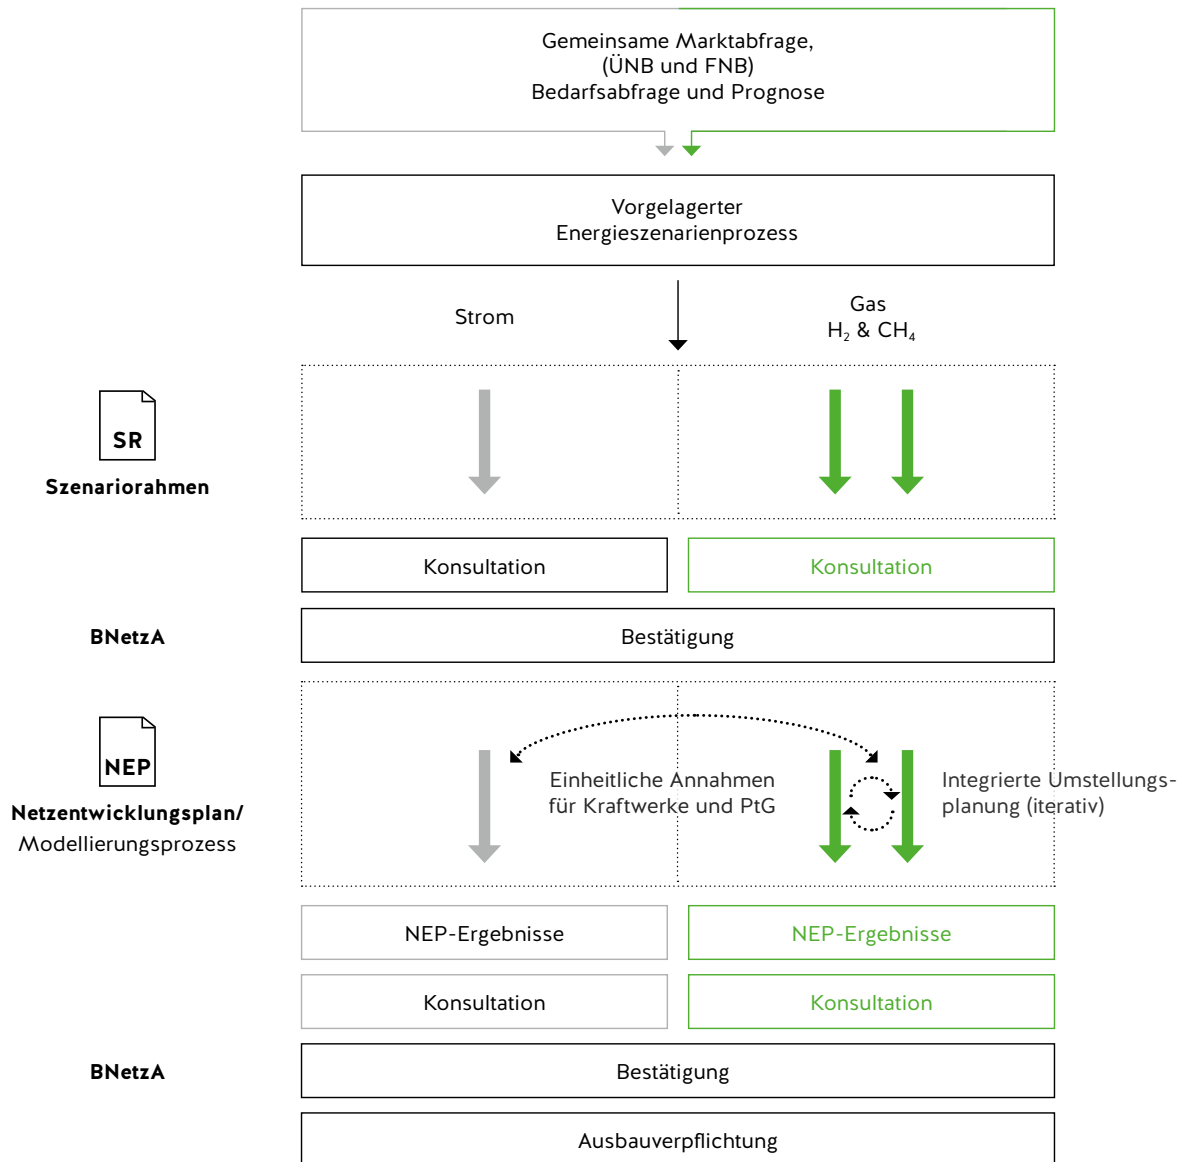 Gemeinsame Marktabfrage,
(ÜNB und FNB)
Bedarfsabfrage und Prognose
Vorgelagerter
Energieszenarienprozess
Strom
Gas
H₂ & CH₄
SR
Szenariorahmen
Konsultation
Konsultation
BNetzA
Bestätigung
NEP
Netzentwicklungsplan/
Modellierungsprozess
Einheitliche Annahmen
für Kraftwerke und PtG
Integrierte Umstellungs-
planung (iterativ)
NEP-Ergebnisse
NEP-Ergebnisse
Konsultation
Konsultation
BNetzA
Bestätigung
Ausbauverpflichtung